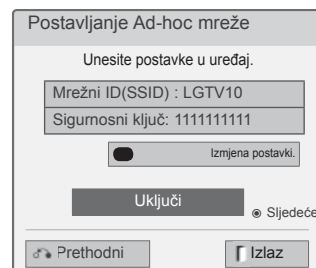 Postavljanje Ad-hoc mreže
Unesite postavke u uređaj.
Mrežni ID(SSID) : LGTV10
Sigurnosni ključ: 1111111111
Izmjena postavki.
Uključi
Sljedeće
Prethodni
Izlaz